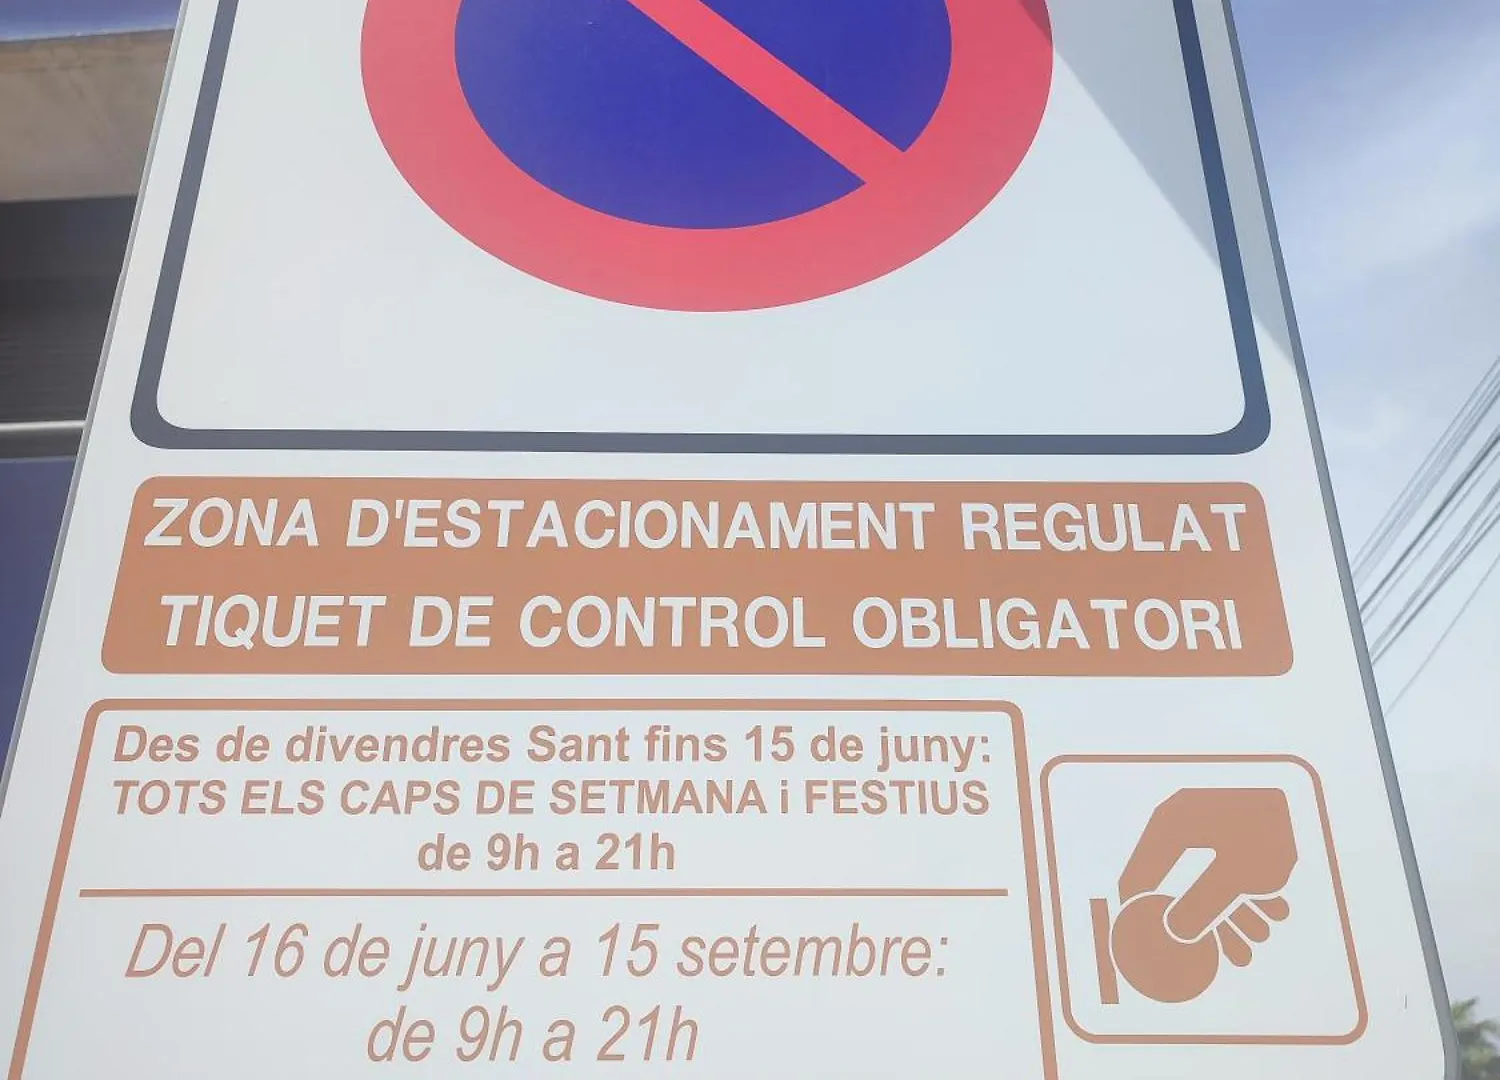 ZONA D'ESTACIONAMENT REGULAT
TIQUET DE CONTROL OBLIGATORI
Des de divendres Sant fins 15 de juny:
TOTS ELS CAPS DE SETMANA i FESTIUS
de 9h a 21h
Del 16 de juny a 15 setembre:
de 9h a 21h